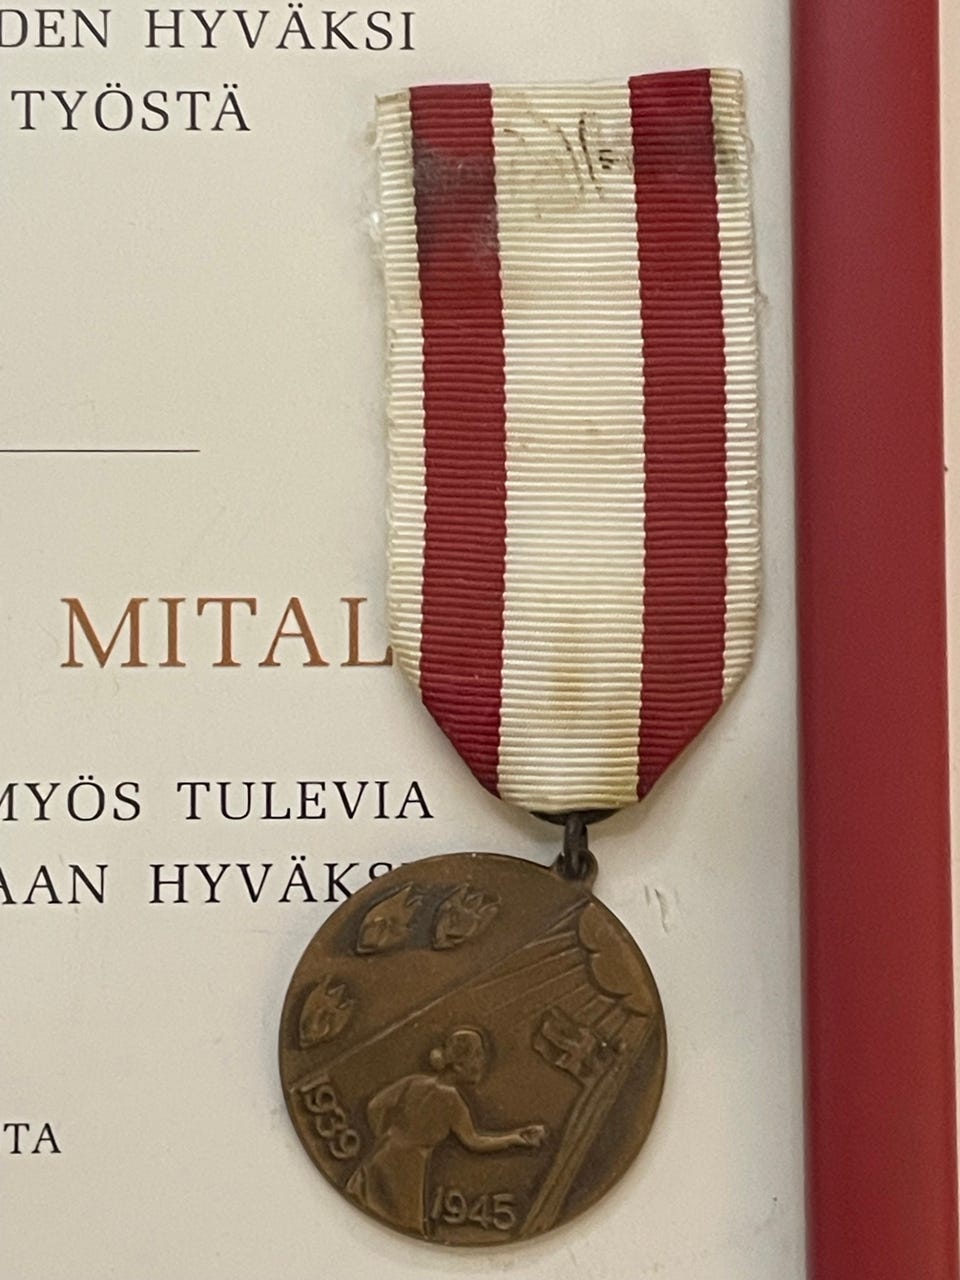 DEN HYVÄKSI
TYÖSTÄ
MITAL
MYÖS TULEVIA
AAN HYVÄKS
TA
1939
1945